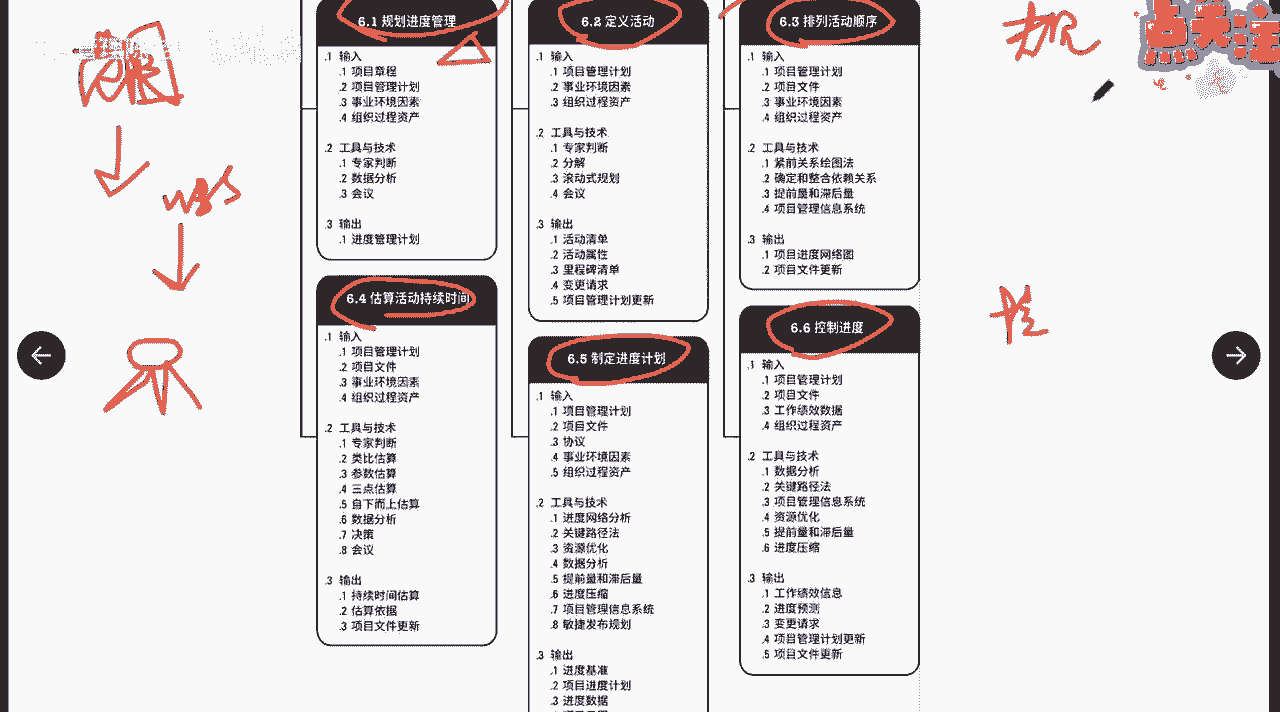 6.1 规划进度管理
.1 输入
.1 项目章程
.2 项目管理计划
.3 事业环境因素
.4 组织过程资产
.2 工具与技术
.1 专家判断
.2 数据分析
.3 会议
.3 输出
.1 进度管理计划
6.2 定义活动
.1 输入
.1 项目管理计划
.2 事业环境因素
.3 组织过程资产
.2 工具与技术
.1 专家判断
.2 分解
.3 滚动式规划
.4 会议
.3 输出
.1 活动清单
.2 活动属性
.3 里程碑清单
.4 变更请求
.5 项目管理计划更新
6.3 排列活动顺序
.1 输入
.1 项目管理计划
.2 项目文件
.3 事业环境因素
.4 组织过程资产
.2 工具与技术
.1 紧前关系绘图法
.2 确定和整合依赖关系
.3 提前量和滞后量
.4 项目管理信息系统
.3 输出
.1 项目进度网络图
.2 项目文件更新
6.4 估算活动持续时间
.1 输入
.1 项目管理计划
.2 项目文件
.3 事业环境因素
.4 组织过程资产
.2 工具与技术
.1 专家判断
.2 类比估算
.3 参数估算
.4 三点估算
.5 自下而上估算
.6 数据分析
.7 决策
.8 会议
.3 输出
.1 持续时间估算
.2 估算依据
.3 项目文件更新
6.5 制定进度计划
.1 输入
.1 项目管理计划
.2 项目文件
.3 协议
.4 事业环境因素
.5 组织过程资产
.2 工具与技术
.1 进度网络分析
.2 关键路径法
.3 资源优化
.4 数据分析
.5 提前量和滞后量
.6 进度压缩
.7 项目管理信息系统
.8 敏捷发布规划
.3 输出
.1 进度基准
.2 项目进度计划
.3 进度数据
6.6 控制进度
.1 输入
.1 项目管理计划
.2 项目文件
.3 工作绩效数据
.4 组织过程资产
.2 工具与技术
.1 数据分析
.2 关键路径法
.3 项目管理信息系统
.4 资源优化
.5 提前量和滞后量
.6 进度压缩
.3 输出
.1 工作绩效信息
.2 进度预测
.3 变更请求
.4 项目管理计划更新
.5 项目文件更新
wbs
点关注